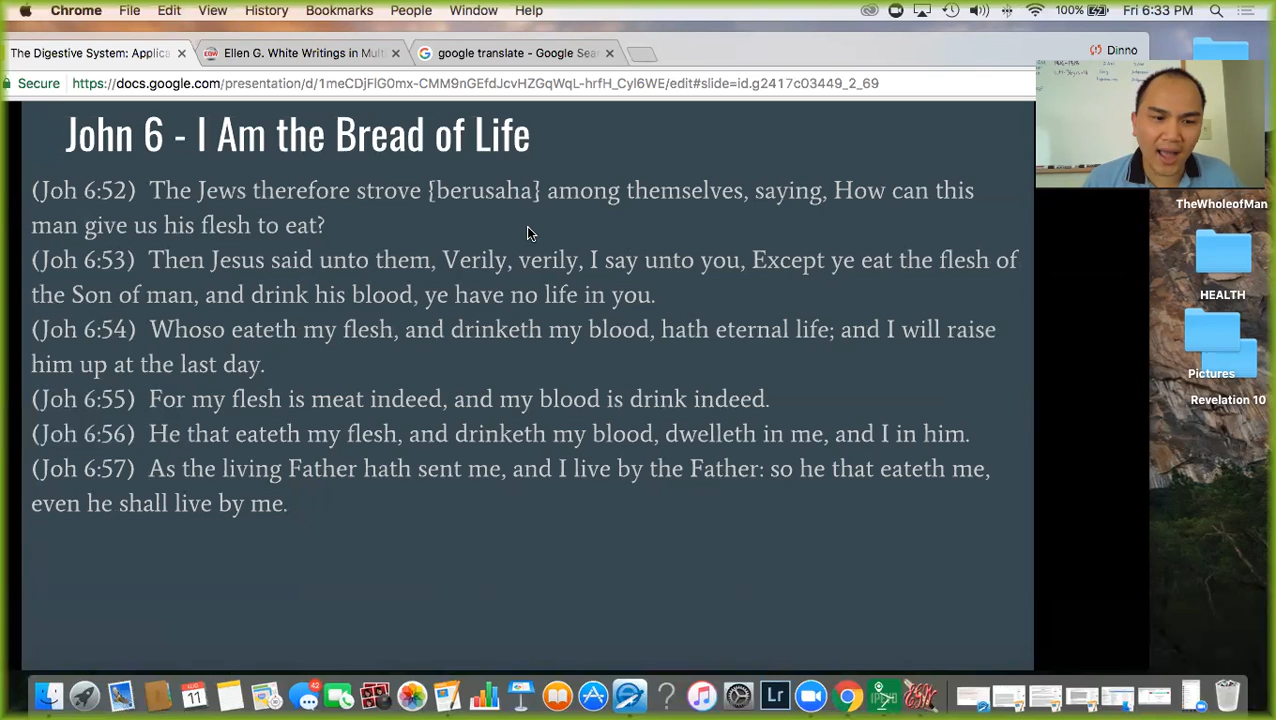 Chrome File Edit View History Bookmarks People Window Help 100% Fri 6:33 PM
The Digestive System: Applica Ellen G. White Writings in Mult google translate - Google Sear Dinno
Secure https://docs.google.com/presentation/d/1meCDjFlG0mx-CMM9nGEfdJcvHZGqWqL-hrfH_Cyl6WE/edit#slide=id.g2417c03449_2_69
John 6 - I Am the Bread of Life
(Joh 6:52) The Jews therefore strove {berusaha} among themselves, saying, How can this
man give us his flesh to eat?
(Joh 6:53) Then Jesus said unto them, Verily, verily, I say unto you, Except ye eat the flesh of
the Son of man, and drink his blood, ye have no life in you.
(Joh 6:54) Whoso eateth my flesh, and drinketh my blood, hath eternal life; and I will raise
him up at the last day.
(Joh 6:55) For my flesh is meat indeed, and my blood is drink indeed.
(Joh 6:56) He that eateth my flesh, and drinketh my blood, dwelleth in me, and I in him.
(Joh 6:57) As the living Father hath sent me, and I live by the Father: so he that eateth me,
even he shall live by me.
TheWholeofMan
HEALTH
Pictures
Revelation 10
42
11
Lr